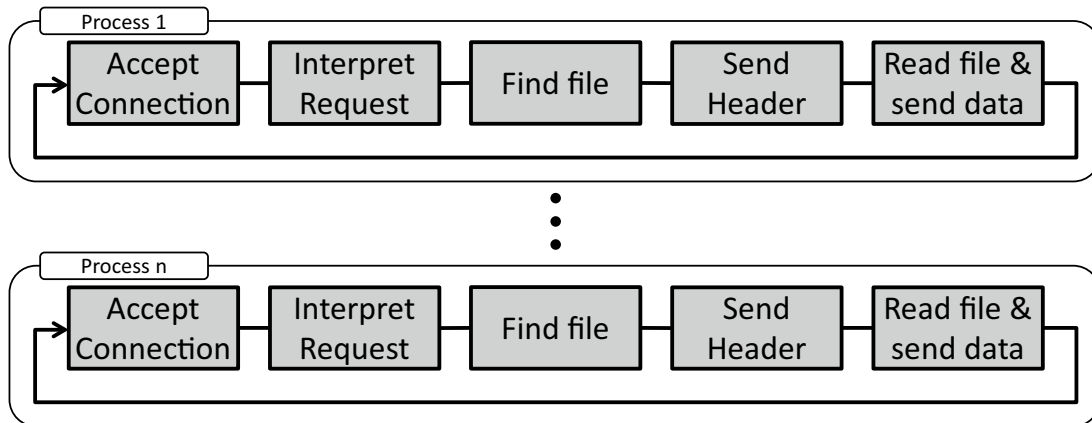 Process 1
Accept
Connection
Interpret
Request
Find file
Send
Header
Read file &
send data
Process n
Accept
Connection
Interpret
Request
Find file
Send
Header
Read file &
send data